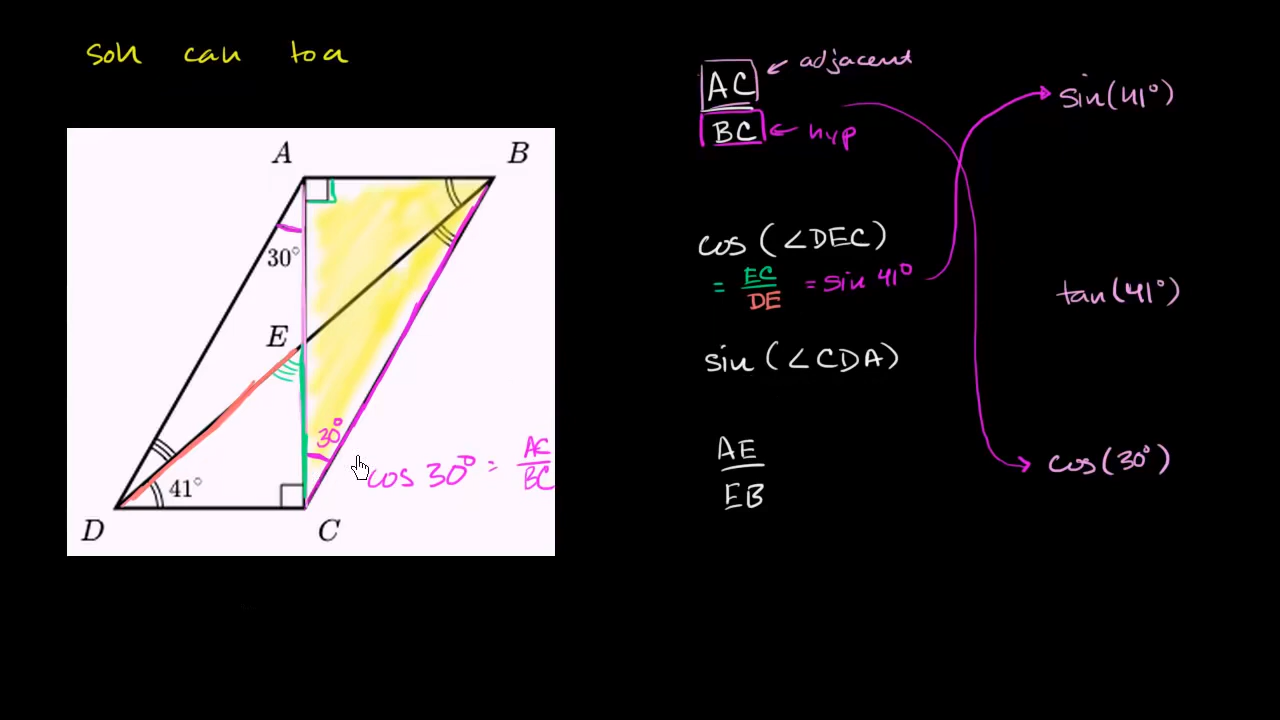 soh cah toa
A
B
30°
E
30°
41°
D
C
cos 30° = AC
BC
AC ← adjacent
BC ← hyp
cos (∠DEC)
= EC = sin 41°
DE
sin (∠CDA)
AE
EB
sin(41°)
tan(41°)
cos(30°)